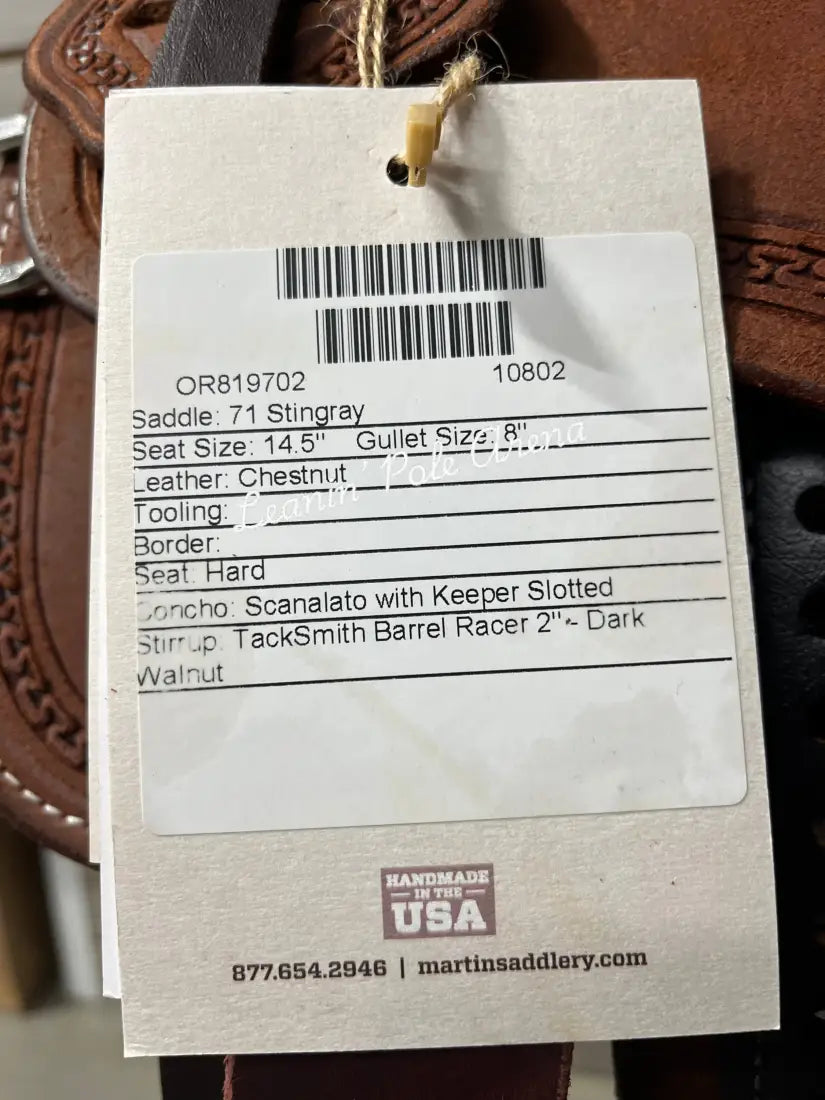 OR819702 10802
Saddle: 71 Stingray
Seat Size: 14.5" Gullet Size: 8"
Leather: Chestnut
Leanin' Pole Arena
Tooling:
Border:
Seat: Hard
Concho: Scanalato with Keeper Slotted
Stirrup: TackSmith Barrel Racer 2"- Dark
Walnut
HANDMADE
IN THE
USA
877.654.2946 | martinsaddlery.com